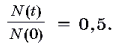 N(t)/N(0) = 0,5.